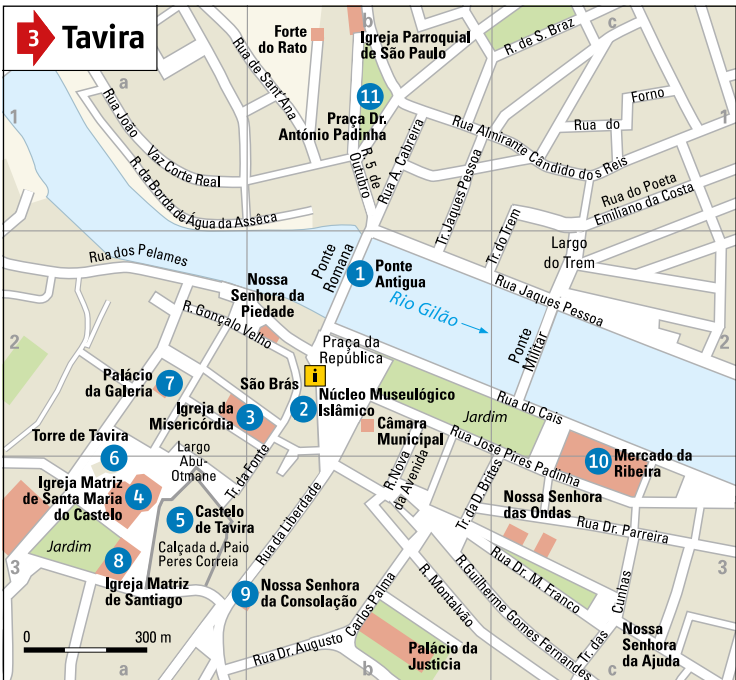 3 Tavira
a
b
c
1
1
2
2
3
3
a
b
c
Forte
do Rato
Igreja Parroquial
de São Paulo
R. de S. Braz
Rua de Sant' Ana
11
Praça Dr.
António Padinha
Forno
Rua do
Rua João
Vaz Corte Real
R. da Borda de Água da Assêca
R. 5 de
Outubro
Rua A. Cabreira
Tr. Jaques Pessoa
Rua Almirante Cândido dos Reis
Rua do Poeta
Emiliano da Costa
Tr. do Trem
Largo
do Trem
Rua dos Pelames
Ponte
Romana
1
Ponte
Antigua
Rio Gilão
Rua Jaques Pessoa
Nossa
Senhora da
Piedade
R. Gonçalo Velho
Praça da
República
Ponte
Militar
i
Palácio
da Galería
7
São Brás
Igreja da
Misericórdia
3
2
Núcleo Museulógico
Islâmico
Jardim
Rua do Cais
Câmara
Municipal
Rua José Pires Padinha
10
Mercado da
Ribeira
Torre de Tavira
6
Largo
Abu-
Otmane
Tr. da Fonte
R. Nova
da Avenida
Tr. da D. Brites
Igreja Matriz
de Santa Maria
do Castelo
4
5
Castelo
de Tavira
Calçada d. Paio
Peres Correia
Rua da Liberdade
Nossa Senhora
das Ondas
Rua Dr. Parreira
Jardim
8
Igreja Matriz
de Santiago
9
Nossa Senhora
da Consolação
Rua Dr. M. Franco
R. Montalvão
R. Guilherme Gomes Fernandes
Tr. das
Cunhas
Rua Dr. Augusto
Carlos Palma
Palácio da
Justicia
Nossa
Senhora
da Ajuda
0
300 m